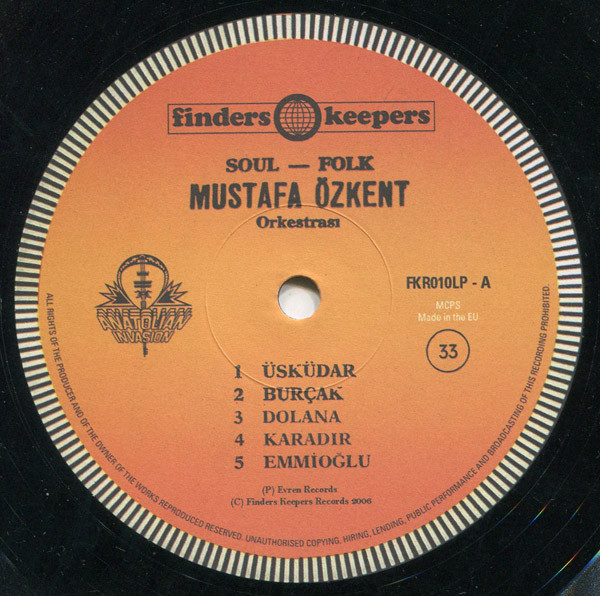 finders keepers
SOUL — FOLK
MUSTAFA ÖZKENT
Orkestrası
ANATOLIAN
INVASION
FKR010LP - A
MCPS
Made in the EU
33
1 ÜSKÜDAR
2 BURÇAK
3 DOLANA
4 KARADIR
5 EMMİOĞLU
(P) Evren Records
(C) Finders Keepers Records 2006
ALL RIGHTS OF THE PRODUCER AND OF THE OWNER OF THE WORKS REPRODUCED RESERVED. UNAUTHORISED COPYING, HIRING, LENDING, PUBLIC PERFORMANCE AND BROADCASTING OF THIS RECORDING PROHIBITED.